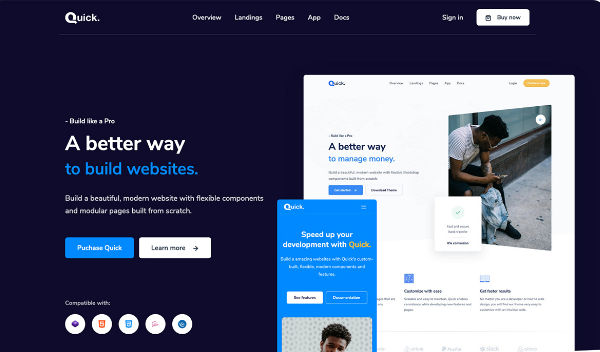 Quick.
Overview Landings Pages App Docs
Sign in
Buy now
- Build like a Pro
A better way
to build websites.
Build a beautiful, modern website with flexible components
and modular pages built from scratch.
Puchase Quick
Learn more
Compatible with:
Quick.
Overview Landings Pages App Docs
Login
Build like a Pro
A better way
to manage money.
Build a beautiful, modern website with flexible Bootstrap
components built from scratch.
Get started
Download Theme
Customize with ease
Get faster results
Quick.
Speed up your
development with Quick.
Build a amazing websites with Quick's custom-
built, flexible, modern components and
features.
See features
Documentation
PayPal
slack